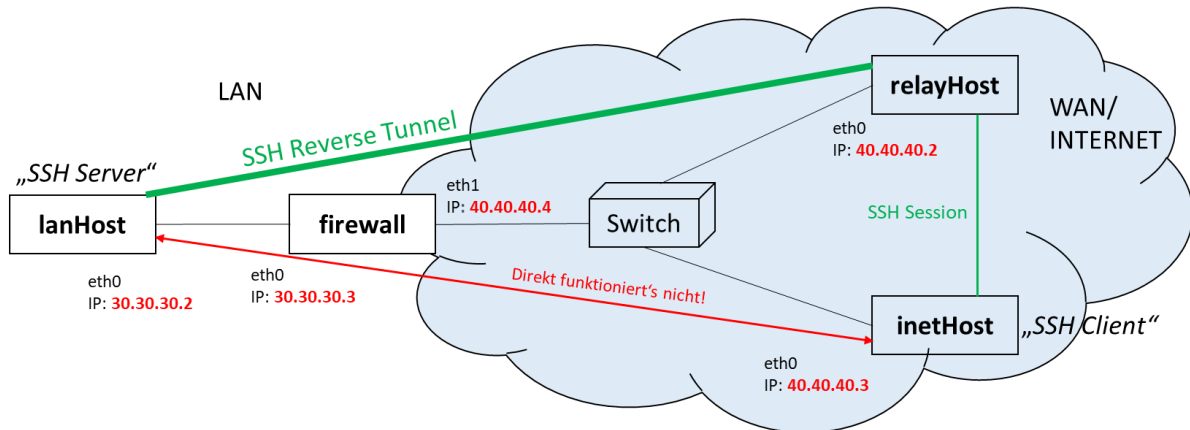 LAN
relayHost
WAN/
INTERNET
SSH Reverse Tunnel
eth0
IP: 40.40.40.2
„SSH Server“
eth1
IP: 40.40.40.4
lanHost
firewall
Switch
SSH Session
eth0
IP: 30.30.30.2
eth0
IP: 30.30.30.3
Direkt funktioniert‘s nicht!
inetHost
„SSH Client“
eth0
IP: 40.40.40.3